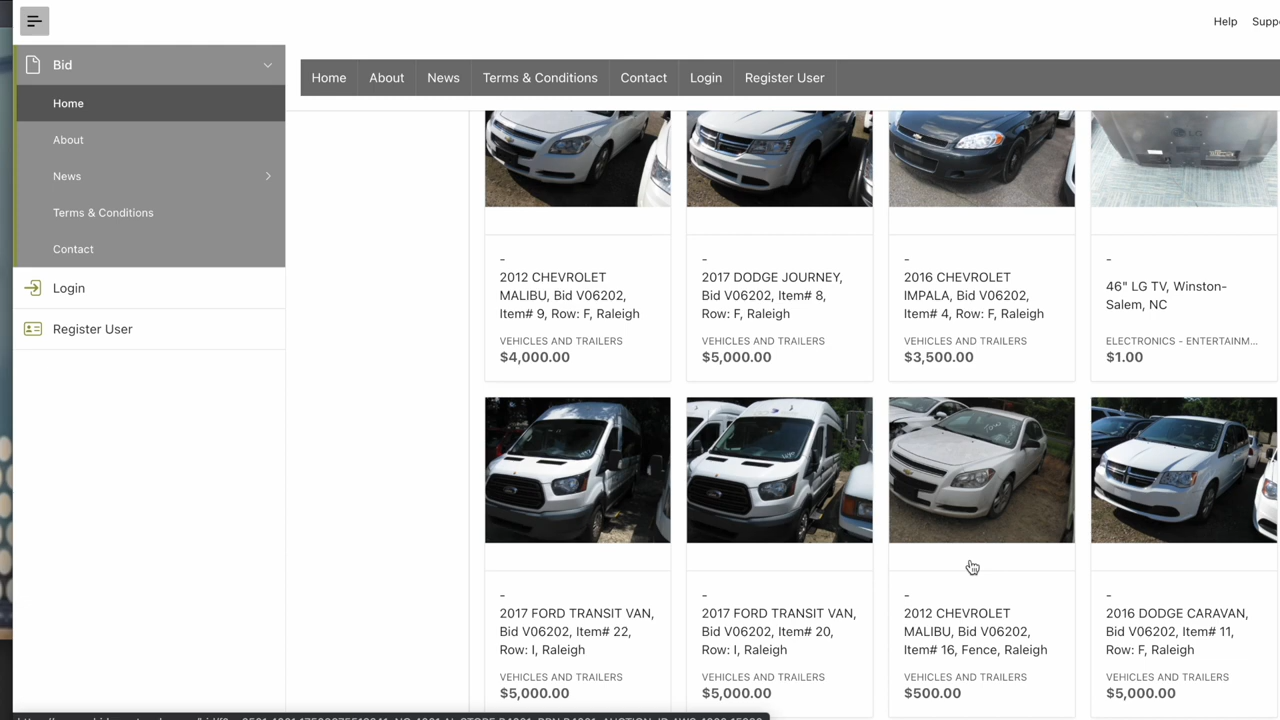 Help
Supp
Bid
Home
About
News
Terms & Conditions
Contact
Login
Register User
Home About News Terms & Conditions Contact Login Register User
-
2012 CHEVROLET
MALIBU, Bid V06202,
Item# 9, Row: F, Raleigh
VEHICLES AND TRAILERS
$4,000.00
-
2017 DODGE JOURNEY,
Bid V06202, Item# 8,
Row: F, Raleigh
VEHICLES AND TRAILERS
$5,000.00
-
2016 CHEVROLET
IMPALA, Bid V06202,
Item# 4, Row: F, Raleigh
VEHICLES AND TRAILERS
$3,500.00
-
46" LG TV, Winston-
Salem, NC
ELECTRONICS - ENTERTAINM...
$1.00
-
2017 FORD TRANSIT VAN,
Bid V06202, Item# 22,
Row: I, Raleigh
VEHICLES AND TRAILERS
$5,000.00
-
2017 FORD TRANSIT VAN,
Bid V06202, Item# 20,
Row: I, Raleigh
VEHICLES AND TRAILERS
$5,000.00
-
2012 CHEVROLET
MALIBU, Bid V06202,
Item# 16, Fence, Raleigh
VEHICLES AND TRAILERS
$500.00
-
2016 DODGE CARAVAN,
Bid V06202, Item# 11,
Row: F, Raleigh
VEHICLES AND TRAILERS
$5,000.00